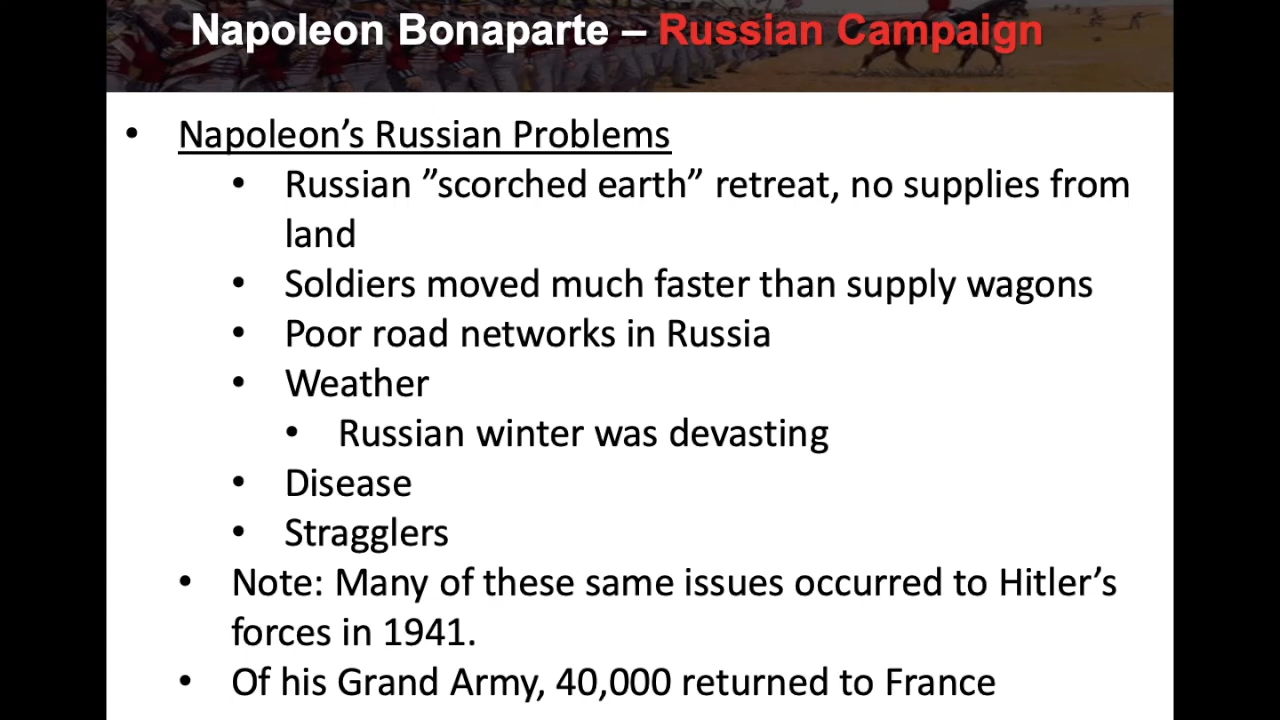 Napoleon Bonaparte – Russian Campaign
• Napoleon’s Russian Problems
• Russian ”scorched earth” retreat, no supplies from
land
• Soldiers moved much faster than supply wagons
• Poor road networks in Russia
• Weather
• Russian winter was devasting
• Disease
• Stragglers
• Note: Many of these same issues occurred to Hitler’s
forces in 1941.
• Of his Grand Army, 40,000 returned to France